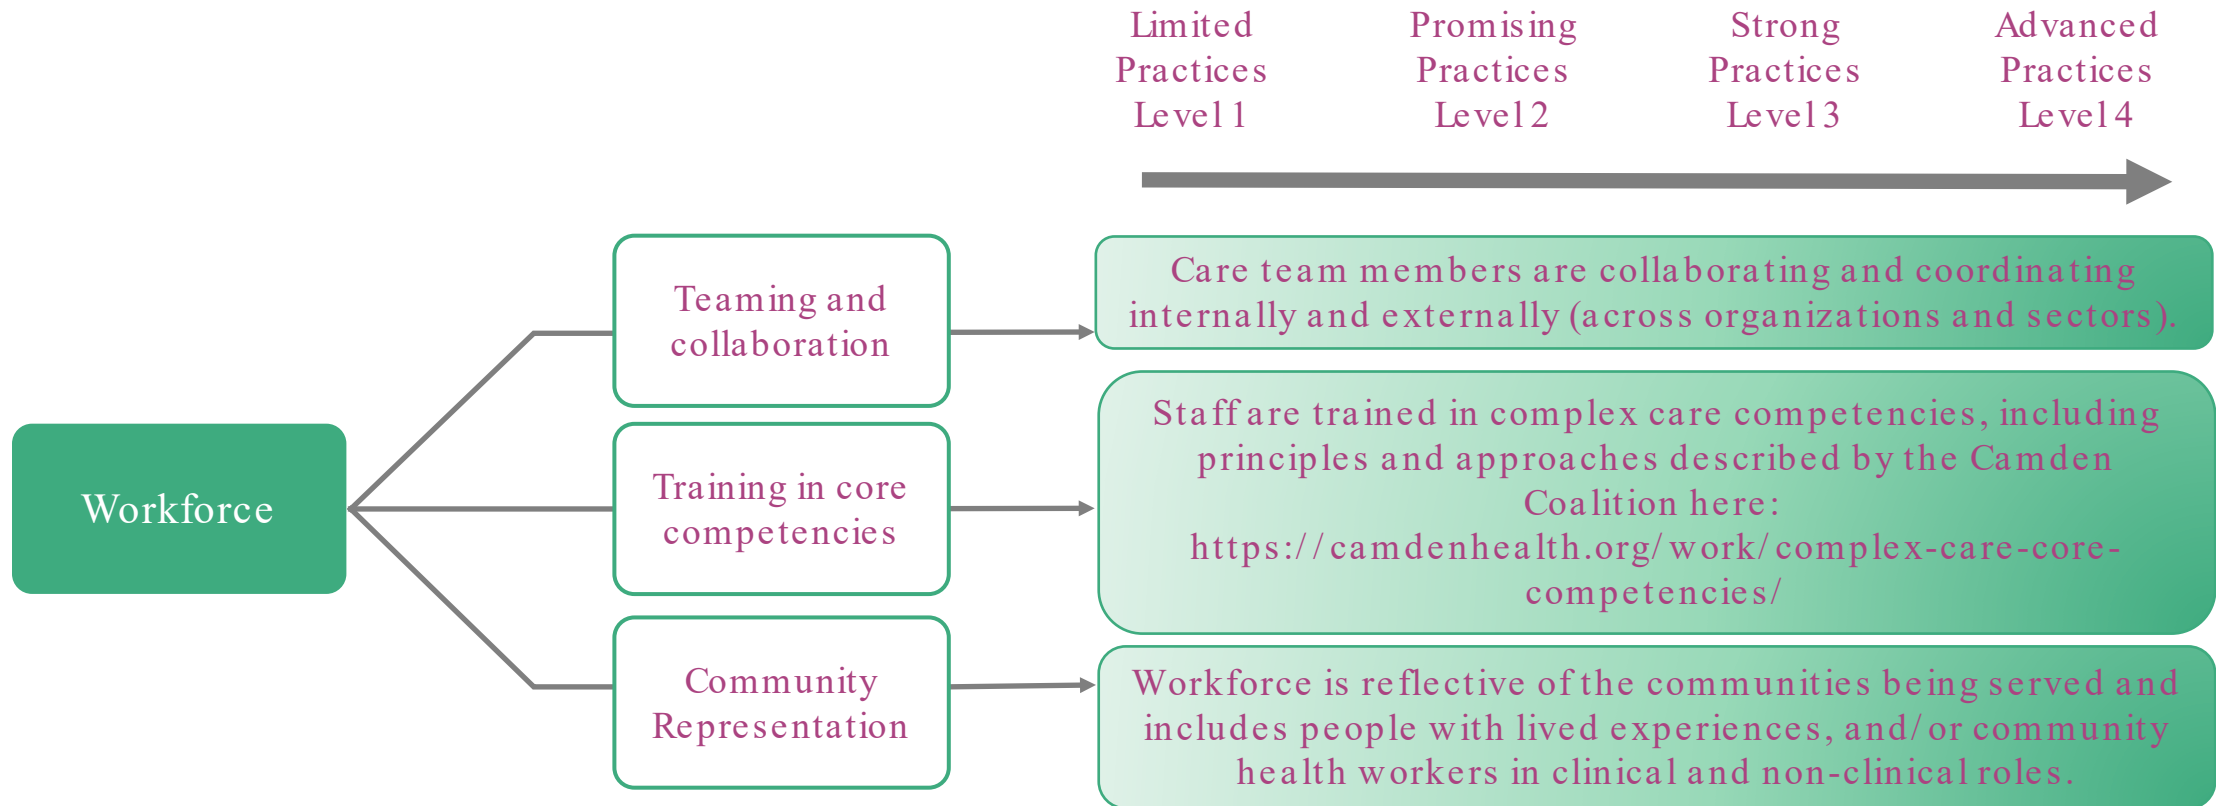 Limited
Practices
Level 1
Promising
Practices
Level 2
Strong
Practices
Level 3
Advanced
Practices
Level 4
Workforce
Teaming and
collaboration
Care team members are collaborating and coordinating
internally and externally (across organizations and sectors).
Training in core
competencies
Staff are trained in complex care competencies, including
principles and approaches described by the Camden
Coalition here:
https://camdenhealth.org/work/complex-care-core-
competencies/
Community
Representation
Workforce is reflective of the communities being served and
includes people with lived experiences, and/or community
health workers in clinical and non-clinical roles.